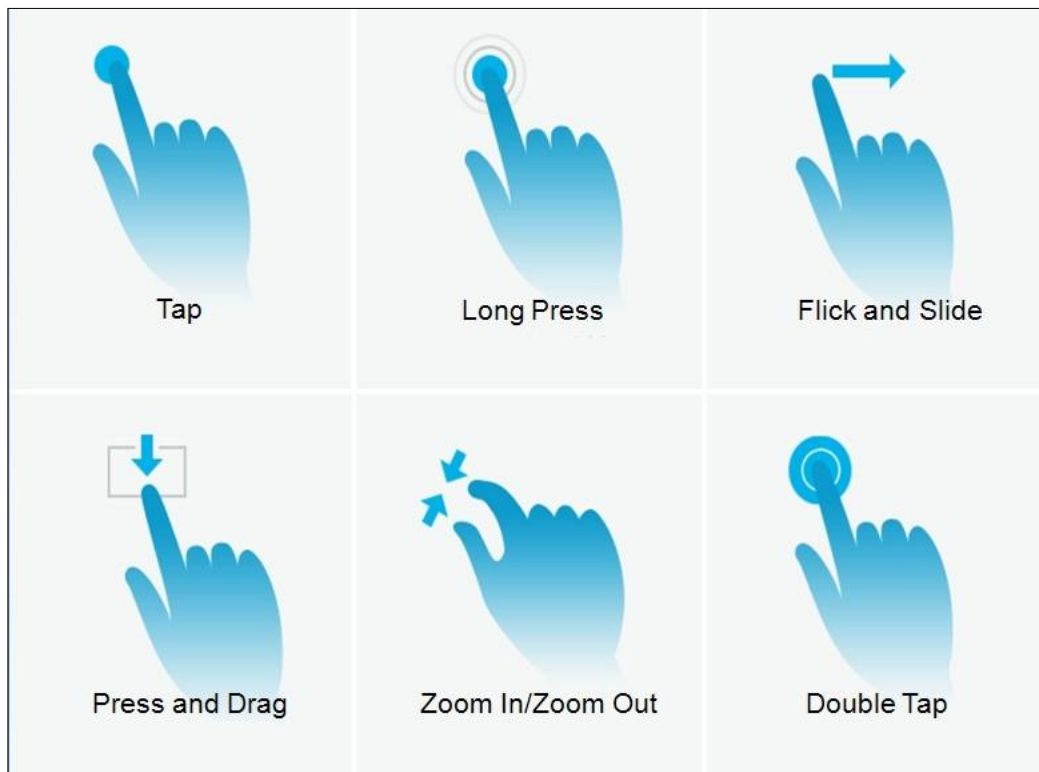 Tap
Long Press
Flick and Slide
Press and Drag
Zoom In/Zoom Out
Double Tap